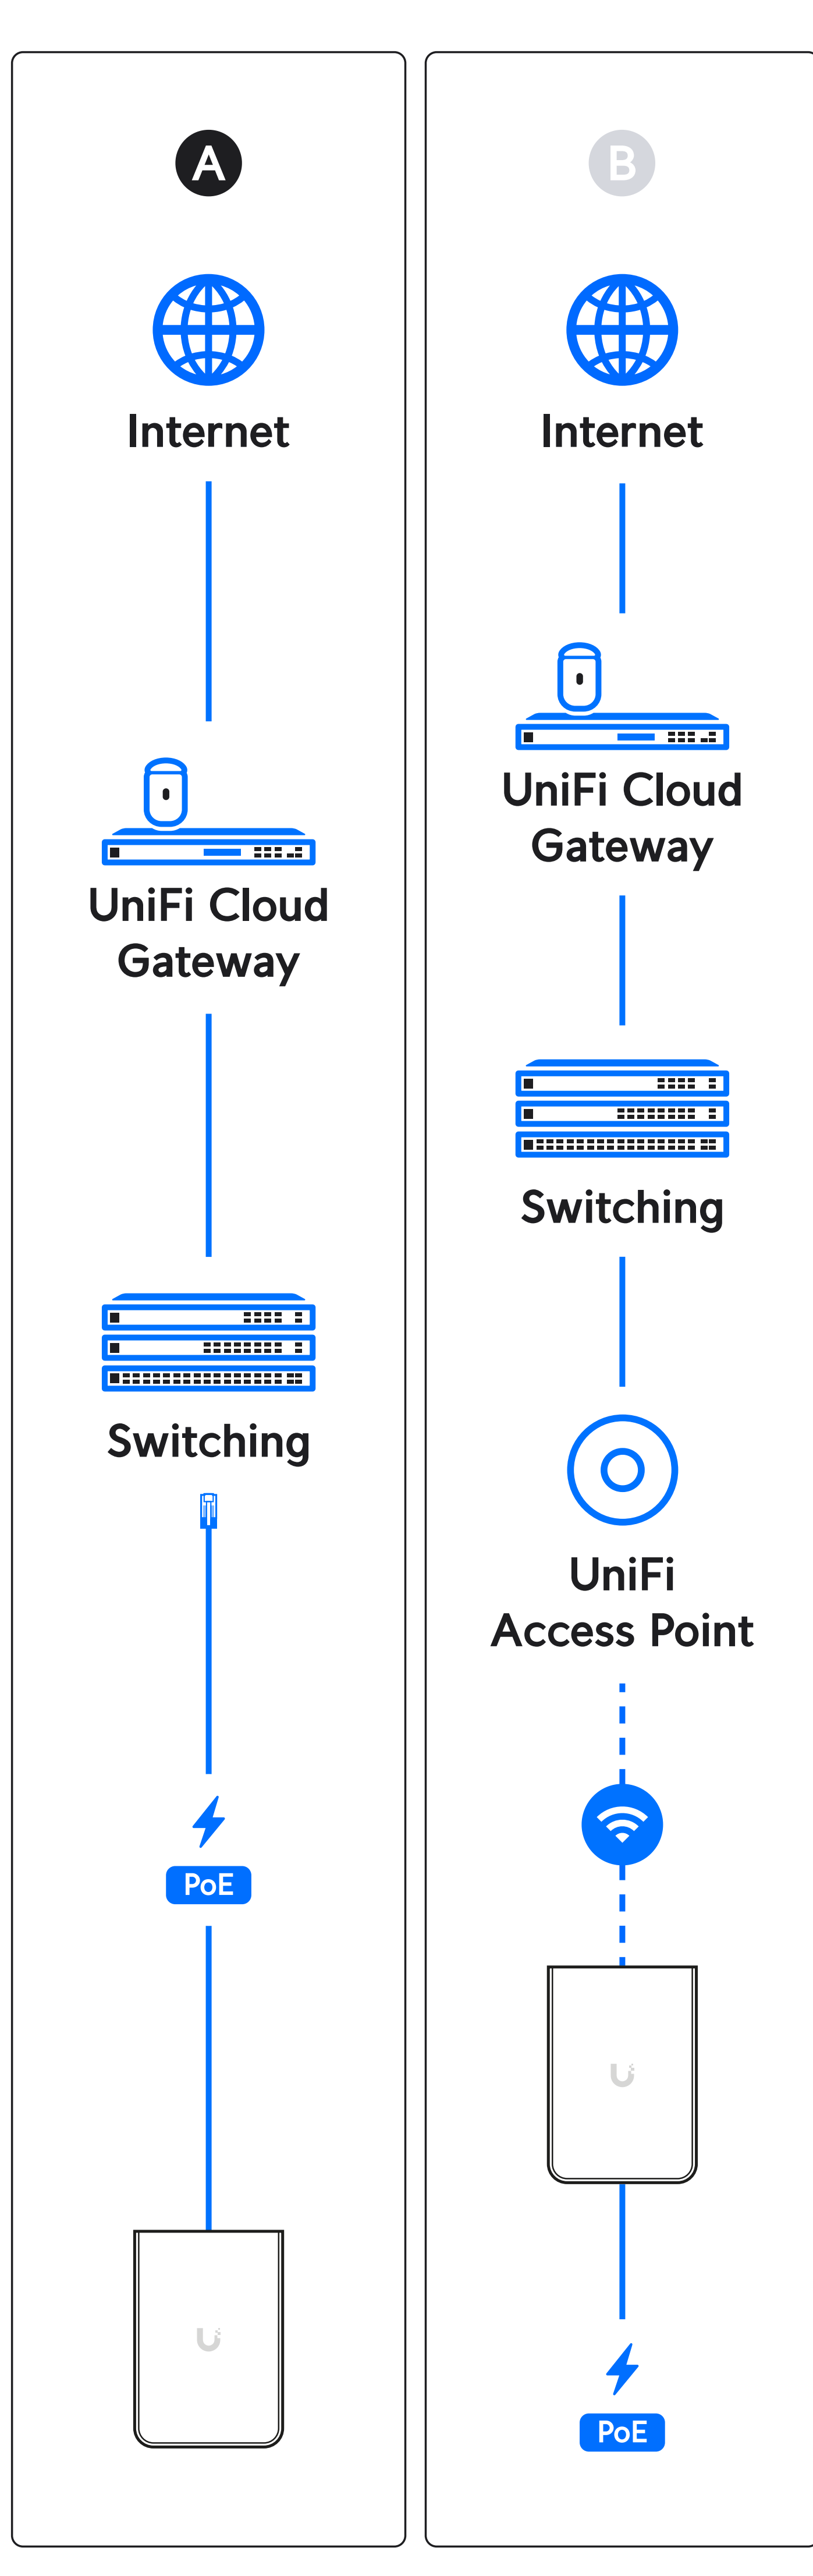 A
Internet
UniFi Cloud
Gateway
Switching
PoE
B
Internet
UniFi Cloud
Gateway
Switching
UniFi
Access Point
PoE